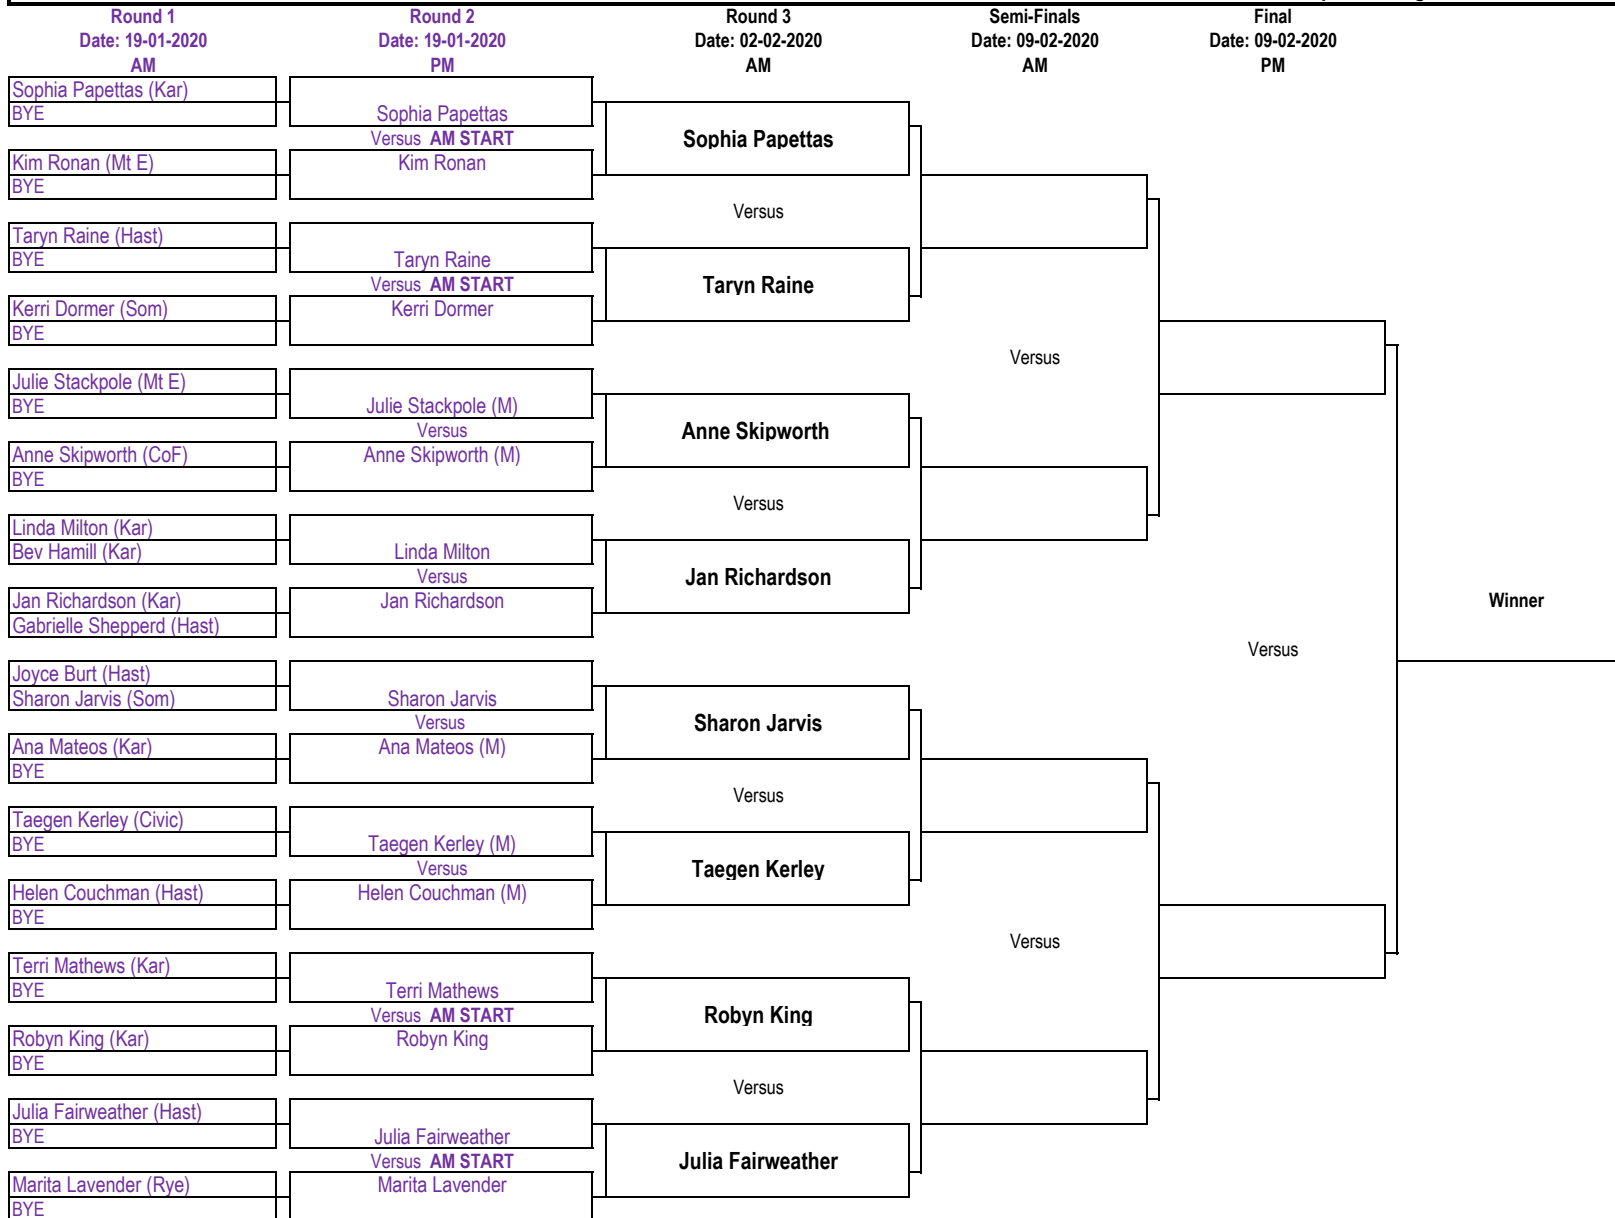 Round 1
Date: 19-01-2020
AM
Round 2
Date: 19-01-2020
PM
Round 3
Date: 02-02-2020
AM
Semi-Finals
Date: 09-02-2020
AM
Final
Date: 09-02-2020
PM
Sophia Papettas (Kar)
BYE
Kim Ronan (Mt E)
BYE
Taryn Raine (Hast)
BYE
Kerri Dormer (Som)
BYE
Julie Stackpole (Mt E)
BYE
Anne Skipworth (CoF)
BYE
Linda Milton (Kar)
Bev Hamill (Kar)
Jan Richardson (Kar)
Gabrielle Shepperd (Hast)
Joyce Burt (Hast)
Sharon Jarvis (Som)
Ana Mateos (Kar)
BYE
Taegen Kerley (Civic)
BYE
Helen Couchman (Hast)
BYE
Terri Mathews (Kar)
BYE
Robyn King (Kar)
BYE
Julia Fairweather (Hast)
BYE
Marita Lavender (Rye)
BYE
Sophia Papettas
Versus AM START
Kim Ronan
Taryn Raine
Versus AM START
Kerri Dormer
Julie Stackpole (M)
Versus
Anne Skipworth (M)
Linda Milton
Versus
Jan Richardson
Sharon Jarvis
Versus
Ana Mateos (M)
Taegen Kerley (M)
Versus
Helen Couchman (M)
Terri Mathews
Versus AM START
Robyn King
Julia Fairweather
Versus AM START
Marita Lavender
Sophia Papettas
Versus
Taryn Raine
Anne Skipworth
Versus
Jan Richardson
Sharon Jarvis
Versus
Taegen Kerley
Robyn King
Versus
Julia Fairweather
Versus
Versus
Versus
Winner